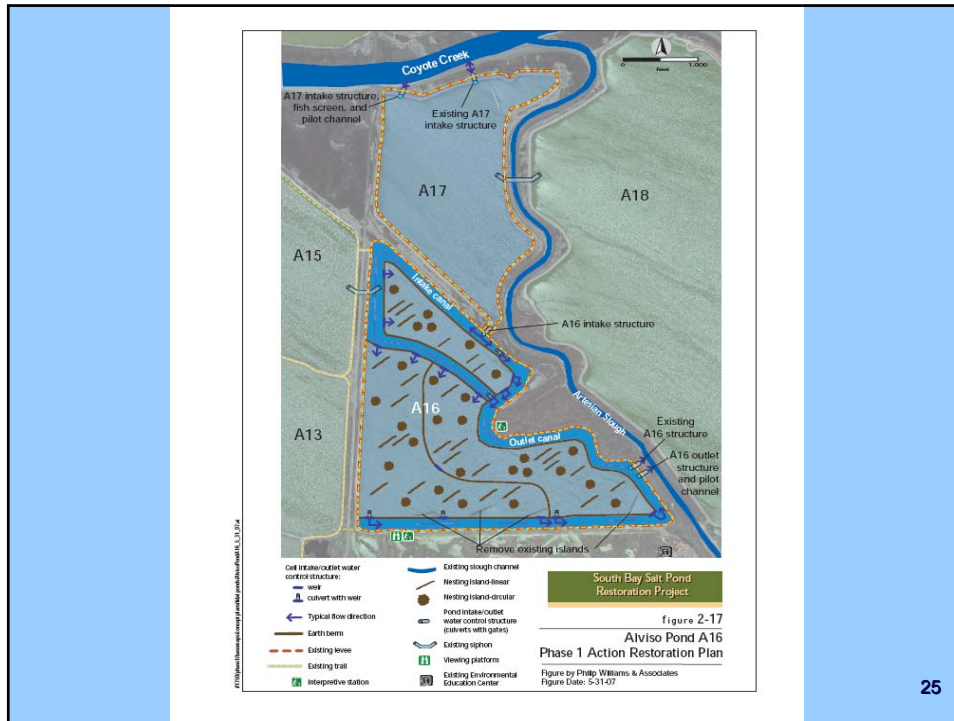 Coyote Creek
feet
0 1,000
A17 intake structure,
fish screen, and
pilot channel
Existing A17
intake structure
A17
A18
A15
Intake canal
A16 intake structure
A16
A13
Artesian Slough
Outlet canal
Existing
A16 structure
A16 outlet
structure
and pilot
channel
Remove existing islands
Cell intake/outlet water
control structure:
weir
culvert with weir
Typical flow direction
Earth berm
Existing levee
Existing trail
Interpretive station
Existing slough channel
Nesting island-linear
Nesting island-circular
Pond intake/outlet
water control structure
(culverts with gates)
Existing siphon
Viewing platform
Existing Environmental
Education Center
South Bay Salt Pond
Restoration Project
figure 2-17
Alviso Pond A16
Phase 1 Action Restoration Plan
Figure by Philip Williams & Associates
Figure Date: 5-31-07
25